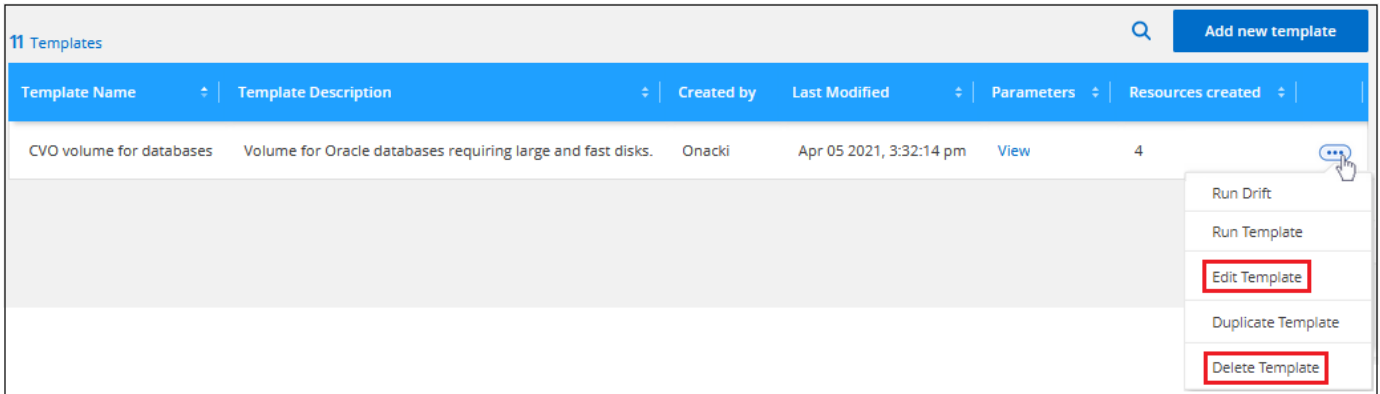 11 Templates
Add new template
Template Name Template Description Created by Last Modified Parameters Resources created
CVO volume for databases Volume for Oracle databases requiring large and fast disks. Onacki Apr 05 2021, 3:32:14 pm View 4
Run Drift
Run Template
Edit Template
Duplicate Template
Delete Template